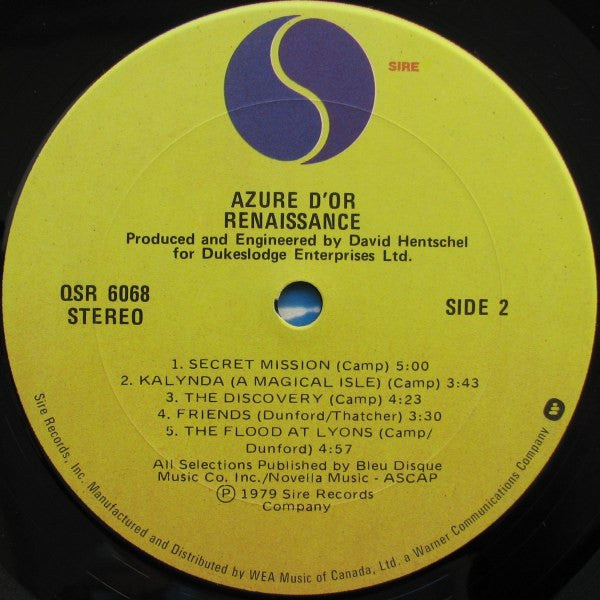 SIRE
AZURE D'OR
RENAISSANCE
Produced and Engineered by David Hentschel
for Dukeslodge Enterprises Ltd.
QSR 6068
STEREO
SIDE 2
1. SECRET MISSION (Camp) 5:00
2. KALYNDA (A MAGICAL ISLE) (Camp) 3:43
3. THE DISCOVERY (Camp) 4:23
4. FRIENDS (Dunford/Thatcher) 3:30
5. THE FLOOD AT LYONS (Camp/
Dunford) 4:57
All Selections Published by Bleu Disque
Music Co. Inc./Novella Music - ASCAP
Ⓟ 1979 Sire Records
Company
Sire Records, Inc. Manufactured and Distributed by WEA Music of Canada, Ltd. a Warner Communications Company